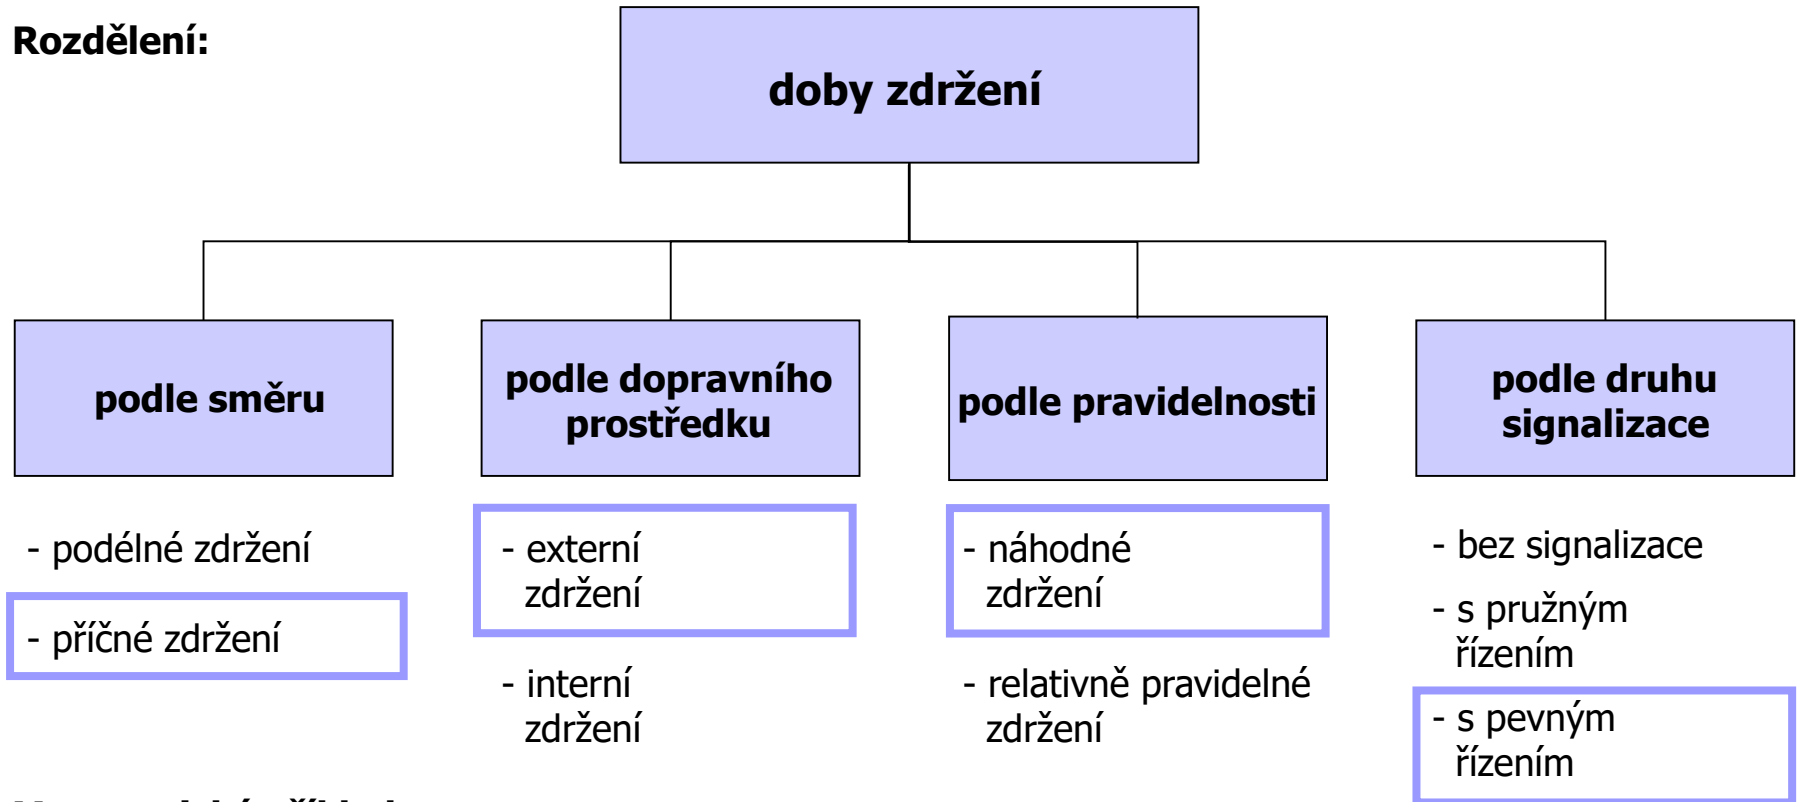 Rozdělení:
doby zdržení
podle směru
podle dopravního
prostředku
podle pravidelnosti
podle druhu
signalizace
- podélné zdržení
- příčné zdržení
- externí
zdržení
- interní
zdržení
- náhodné
zdržení
- relativně pravidelné
zdržení
- bez signalizace
- s pružným
řízením
- s pevným
řízením